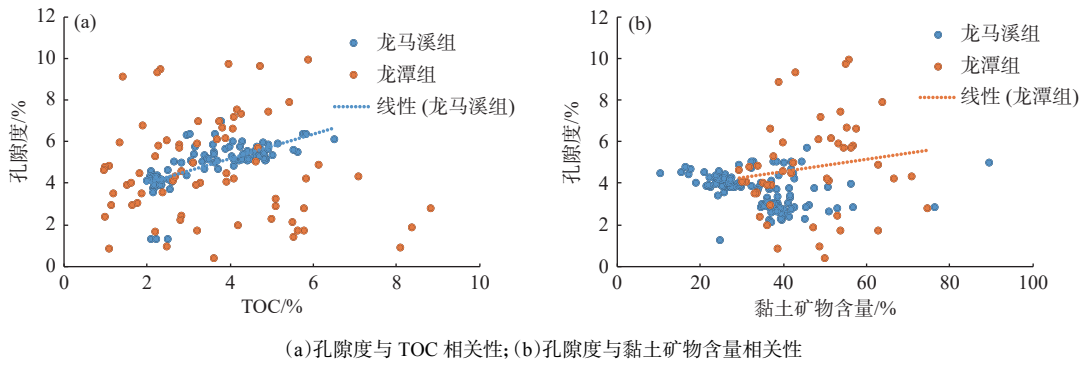 (a)
龙马溪组
龙潭组
线性 (龙马溪组)
孔隙度/%
12
10
8
6
4
2
0
0 2 4 6 8 10
TOC/%
(b)
龙马溪组
龙潭组
线性 (龙潭组)
孔隙度/%
12
10
8
6
4
2
0
0 20 40 60 80 100
黏土矿物含量/%
(a)孔隙度与 TOC 相关性; (b)孔隙度与黏土矿物含量相关性